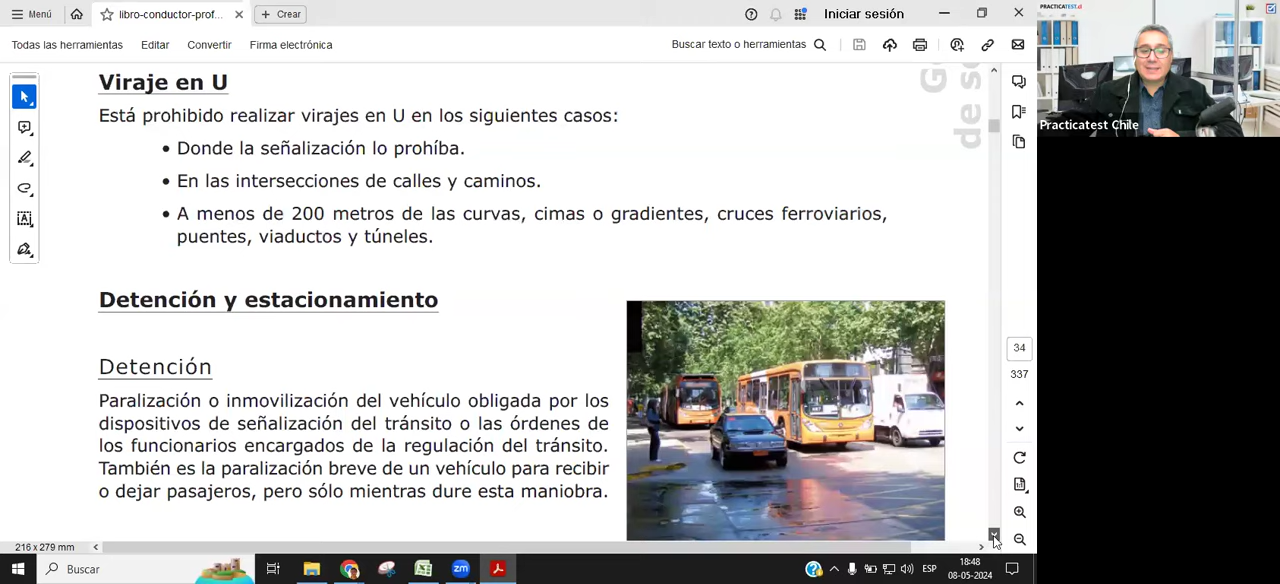 Menú
libro-conductor-prof...
Crear
Iniciar sesión
Todas las herramientas
Editar
Convertir
Firma electrónica
Buscar texto o herramientas
Viraje en U
Está prohibido realizar virajes en U en los siguientes casos:
• Donde la señalización lo prohíba.
• En las intersecciones de calles y caminos.
• A menos de 200 metros de las curvas, cimas o gradientes, cruces ferroviarios,
puentes, viaductos y túneles.
Detención y estacionamiento
Detención
Paralización o inmovilización del vehículo obligada por los
dispositivos de señalización del tránsito o las órdenes de
los funcionarios encargados de la regulación del tránsito.
También es la paralización breve de un vehículo para recibir
o dejar pasajeros, pero sólo mientras dure esta maniobra.
de s
34
337
216 x 279 mm
PRACTICATEST.cl
Practicatest Chile
Buscar
ESP
18:48
08-05-2024